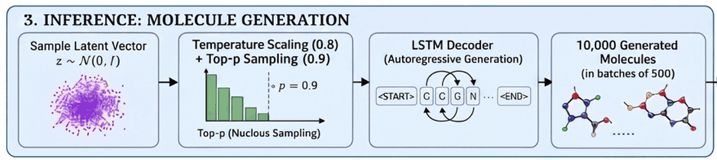 3. INFERENCE: MOLECULE GENERATION
Sample Latent Vector
z ~ N(0, I)
Temperature Scaling (0.8)
+ Top-p Sampling (0.9)
p = 0.9
Top-p (Nuclous Sampling)
LSTM Decoder
(Autoregressive Generation)
<START> G C G N ... <END>
10,000 Generated
Molecules
(in batches of 500)
.....